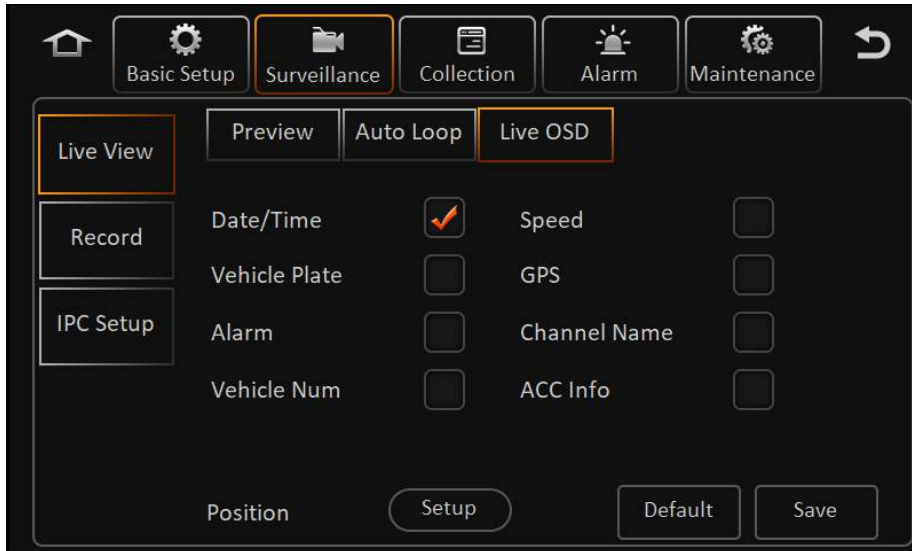 Basic Setup Surveillance Collection Alarm Maintenance
Live View
Record
IPC Setup
Preview Auto Loop Live OSD
Date/Time Speed
Vehicle Plate GPS
Alarm Channel Name
Vehicle Num ACC Info
Position Setup Default Save